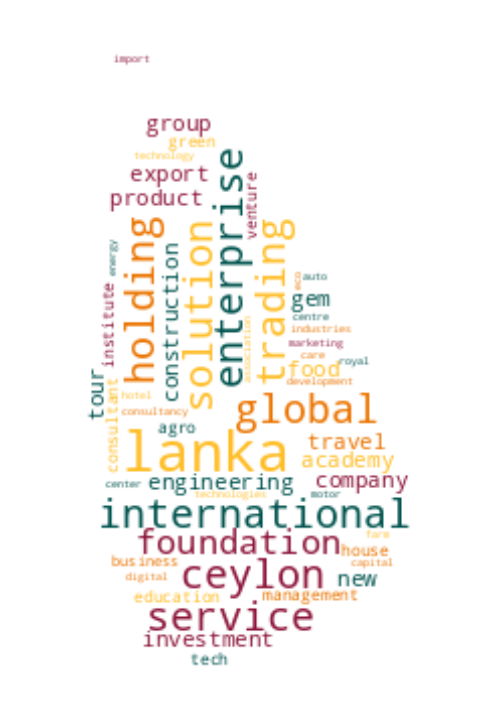 import
group
green
technology
export
product
enterprise
venture
holding
solution
trading
construction
energy
institute
eco
auto
gem
centre
industries
association
marketing
care
royal
food
development
tour
consultant
hotel
consultancy
global
agro
lanka
travel
academy
center
engineering
company
technologies
motor
international
foundation
farm
house
business
capital
digital
ceylon
new
education
management
service
investment
tech